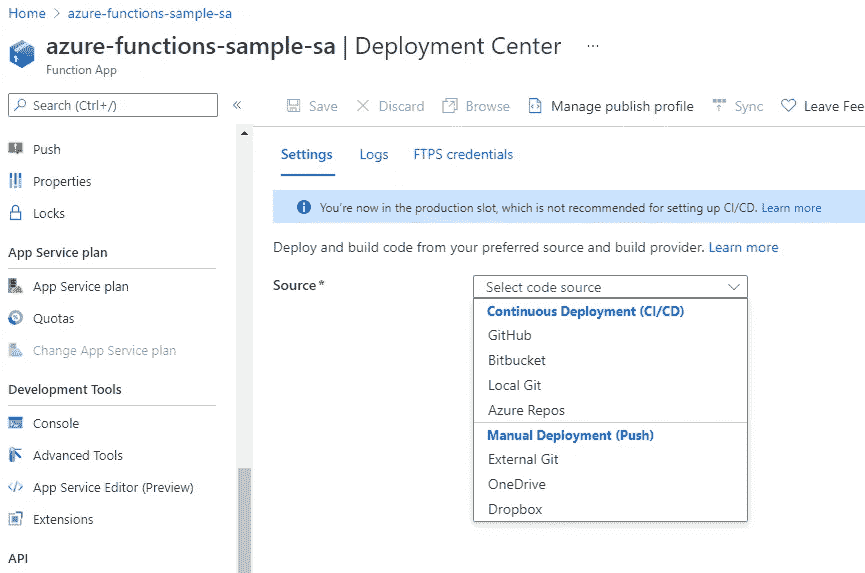 Home > azure-functions-sample-sa
azure-functions-sample-sa | Deployment Center ...
Function App
Search (Ctrl+/)
«
Save
Discard
Browse
Manage publish profile
Sync
Leave Fee
Push
Properties
Locks
App Service plan
App Service plan
Quotas
Change App Service plan
Development Tools
Console
Advanced Tools
App Service Editor (Preview)
Extensions
API
Settings
Logs
FTPS credentials
You're now in the production slot, which is not recommended for setting up CI/CD. Learn more
Deploy and build code from your preferred source and build provider. Learn more
Source*
Select code source
Continuous Deployment (CI/CD)
GitHub
Bitbucket
Local Git
Azure Repos
Manual Deployment (Push)
External Git
OneDrive
Dropbox